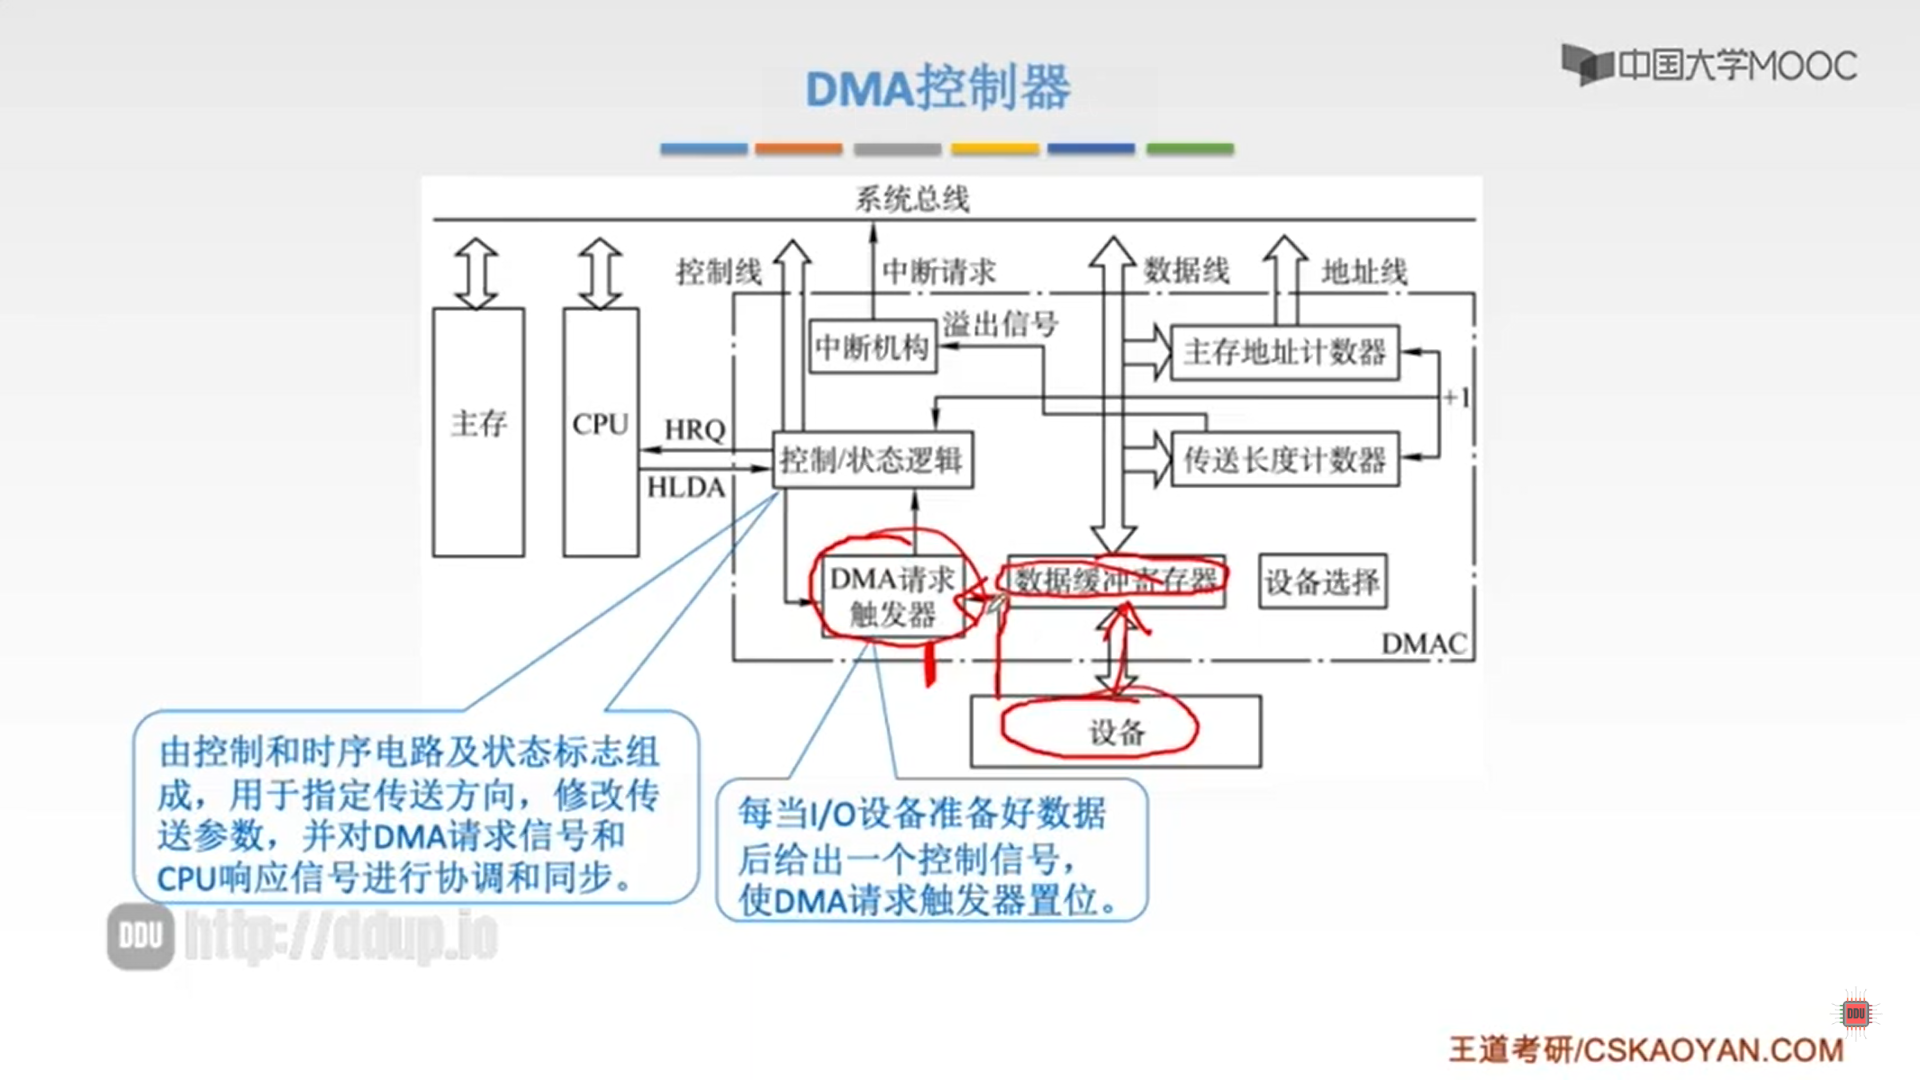 DMA控制器
中国大学MOOC
系统总线
控制线
中断请求
数据线
地址线
中断机构
溢出信号
主存地址计数器
+1
主存
CPU
HRQ
HLDA
控制/状态逻辑
传送长度计数器
DMA请求
触发器
数据缓冲寄存器
设备选择
DMAC
设备
由控制和时序电路及状态标志组
成，用于指定传送方向，修改传
送参数，并对DMA请求信号和
CPU响应信号进行协调和同步。
每当I/O设备准备好数据
后给出一个控制信号，
使DMA请求触发器置位。
DDU http://ddup.io
DDU
王道考研/CSKAOYAN.COM